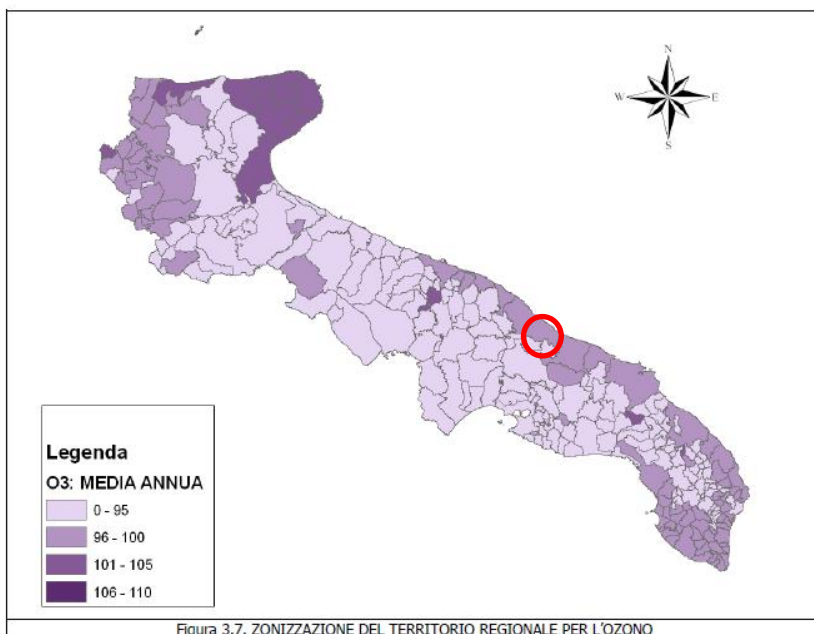 N
W E
S
Legenda
O3: MEDIA ANNUA
0 - 95
96 - 100
101 - 105
106 - 110
Figura 3.7. ZONIZZAZIONE DEL TERRITORIO REGIONALE PER L'OZONO